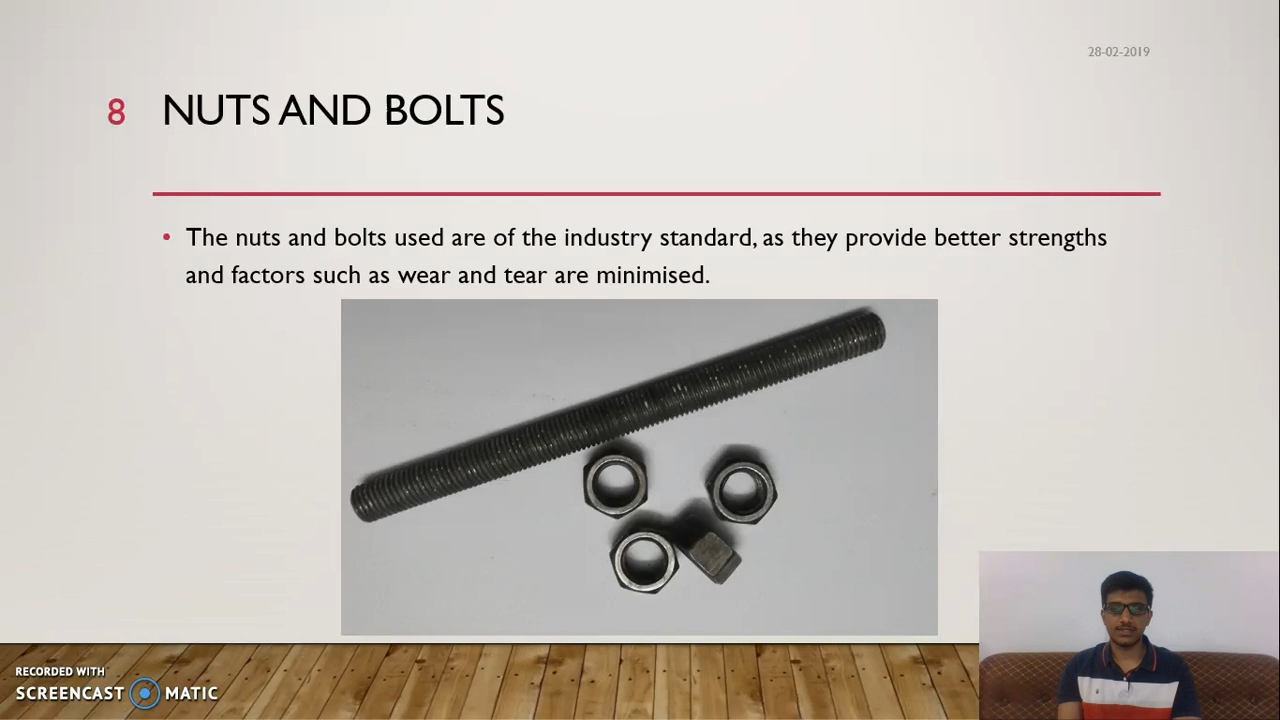 28-02-2019
8 NUTS AND BOLTS
• The nuts and bolts used are of the industry standard, as they provide better strengths
and factors such as wear and tear are minimised.
RECORDED WITH
SCREENCAST MATIC